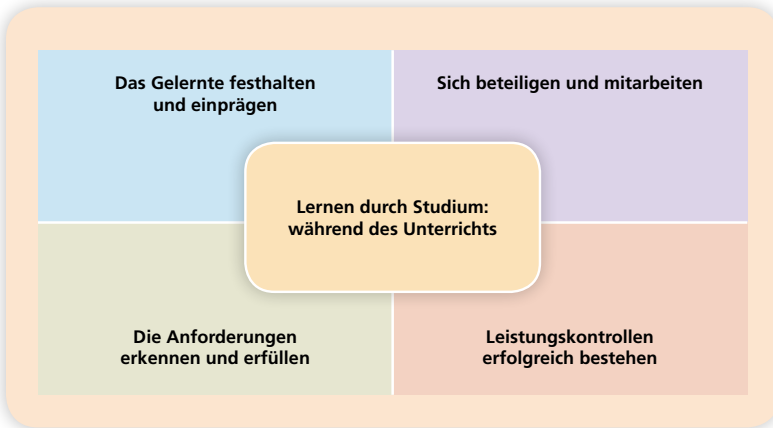 Das Gelernte festhalten
und einprägen
Sich beteiligen und mitarbeiten
Lernen durch Studium:
während des Unterrichts
Die Anforderungen
erkennen und erfüllen
Leistungskontrollen
erfolgreich bestehen